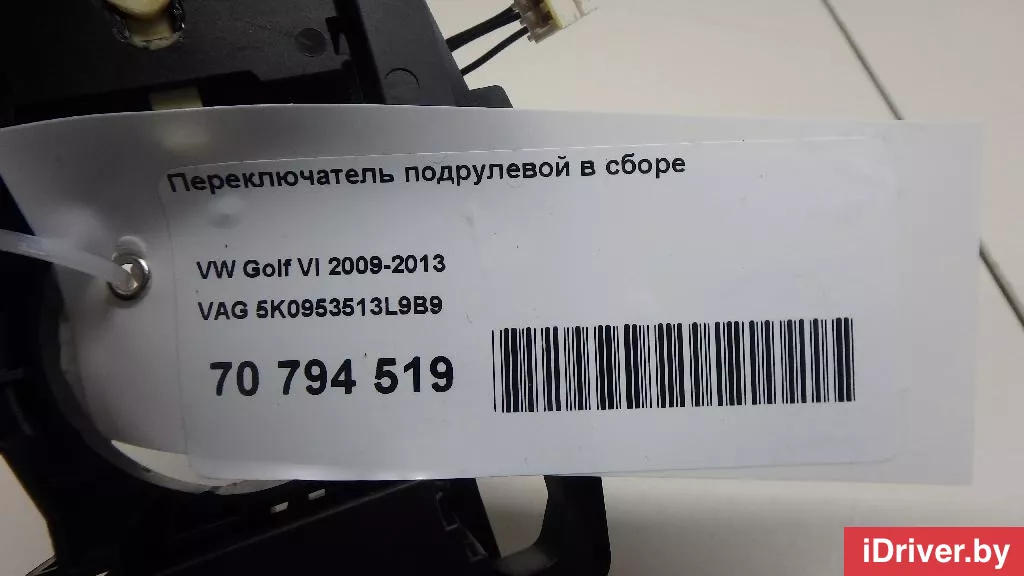 Переключатель подрулевой в сборе
VW Golf VI 2009-2013
VAG 5K0953513L9B9
70 794 519
iDriver.by